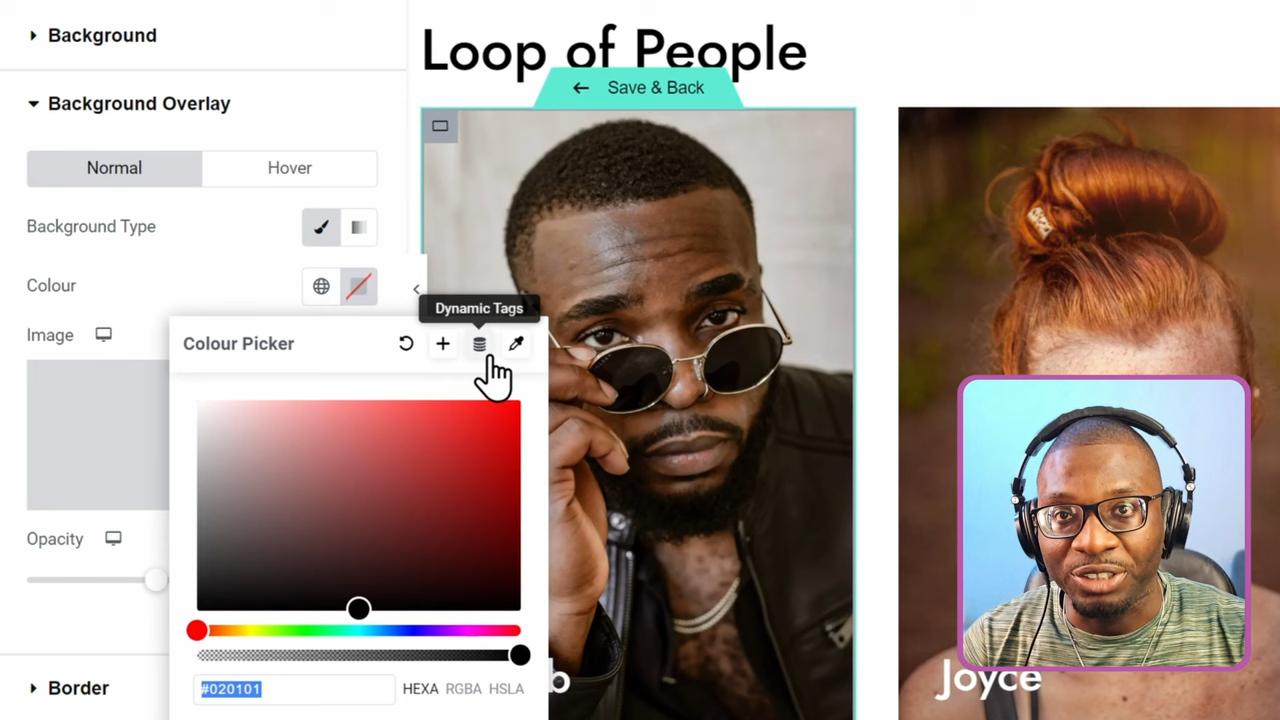 Background
Background Overlay
Normal Hover
Background Type
Colour
Image
Opacity
Border
Dynamic Tags
Colour Picker
#020101 HEXA RGBA HSLA
Loop of People
Save & Back
b
Joyce